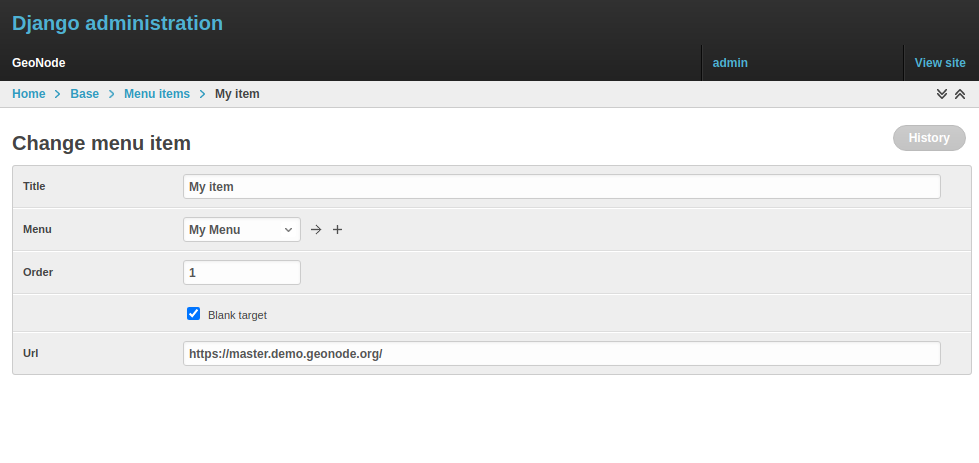 Django administration
GeoNode admin View site
Home Base Menu items My item
Change menu item History
Title My item
Menu My Menu
Order 1
Blank target
Url https://master.demo.geonode.org/